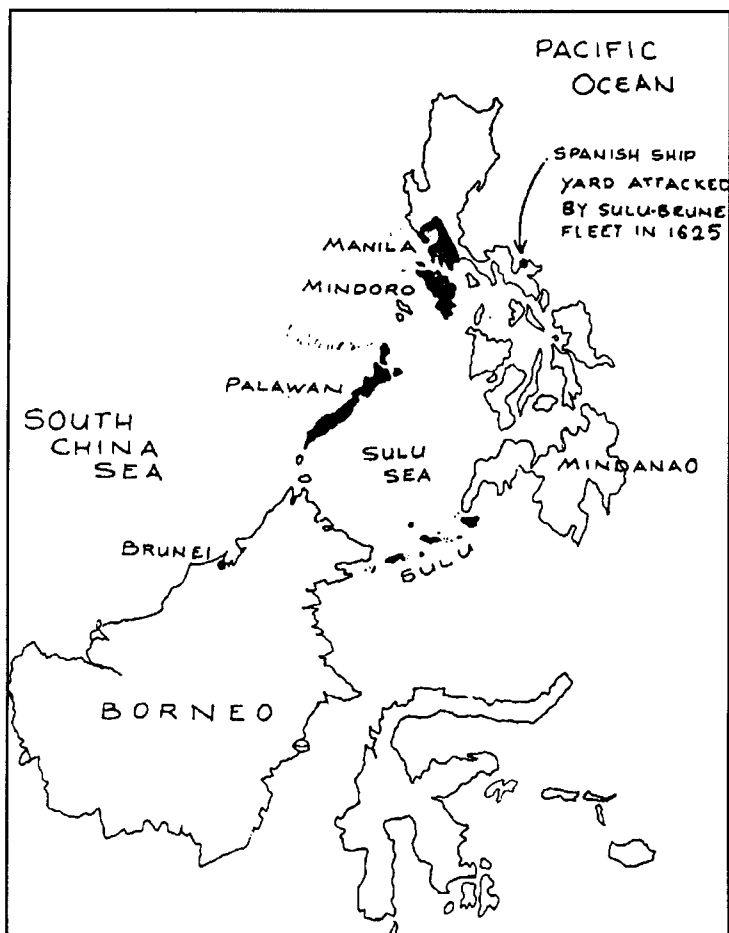 PACIFIC
OCEAN
SPANISH SHIP
YARD ATTACKED
BY SULU-BRUNE
FLEET IN 1625
MANILA
MINDORO
PALAWAN
SOUTH
CHINA
SEA
SULU
SEA
MINDANAO
BRUNEI
SULU
BORNEO